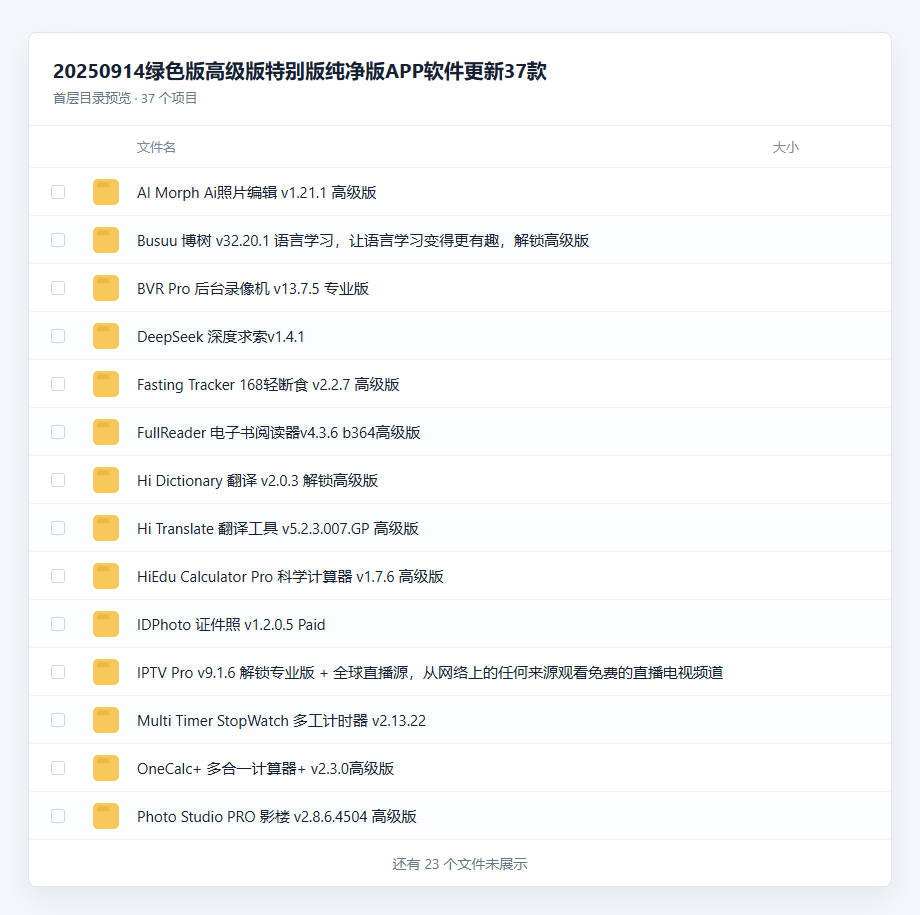 20250914绿色版高级版特别版纯净版APP软件更新37款
首层目录预览 · 37 个项目
文件名 大小
AI Morph Ai照片编辑 v1.21.1 高级版
Busuu 博树 v32.20.1 语言学习，让语言学习变得更有趣，解锁高级版
BVR Pro 后台录像机 v13.7.5 专业版
DeepSeek 深度求索v1.4.1
Fasting Tracker 168轻断食 v2.2.7 高级版
FullReader 电子书阅读器v4.3.6 b364高级版
Hi Dictionary 翻译 v2.0.3 解锁高级版
Hi Translate 翻译工具 v5.2.3.007.GP 高级版
HiEdu Calculator Pro 科学计算器 v1.7.6 高级版
IDPhoto 证件照 v1.2.0.5 Paid
IPTV Pro v9.1.6 解锁专业版 + 全球直播源，从网络上的任何来源观看免费的直播电视频道
Multi Timer StopWatch 多工计时器 v2.13.22
OneCalc+ 多合一计算器+ v2.3.0高级版
Photo Studio PRO 影楼 v2.8.6.4504 高级版
还有 23 个文件未展示